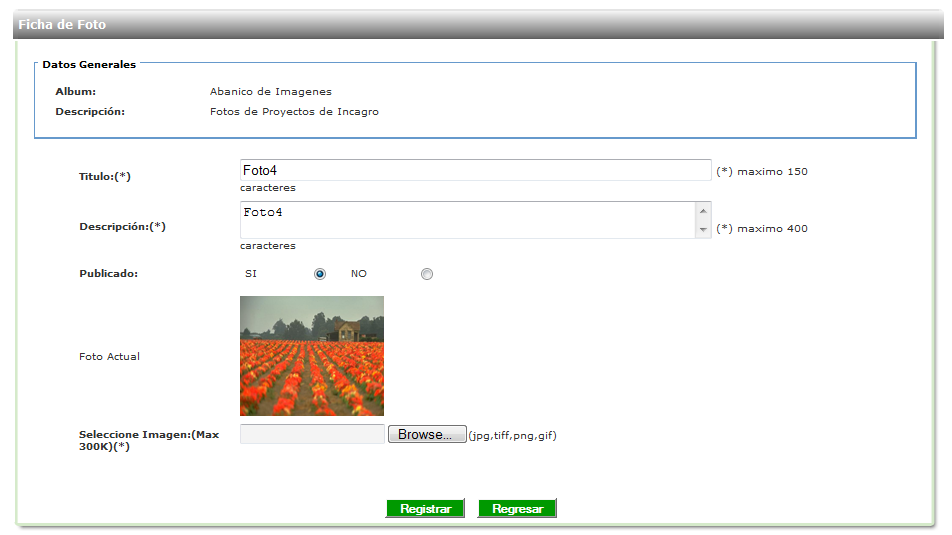 Ficha de Foto
Datos Generales
Album: Abanico de Imagenes
Descripción: Fotos de Proyectos de Incagro
Titulo:(*) Foto4 (*) maximo 150
caracteres
Descripción:(*) Foto4 (*) maximo 400
caracteres
Publicado: SI NO
Foto Actual
Seleccione Imagen:(Max
300K)(*) Browse... (jpg,tiff,png,gif)
Registrar Regresar